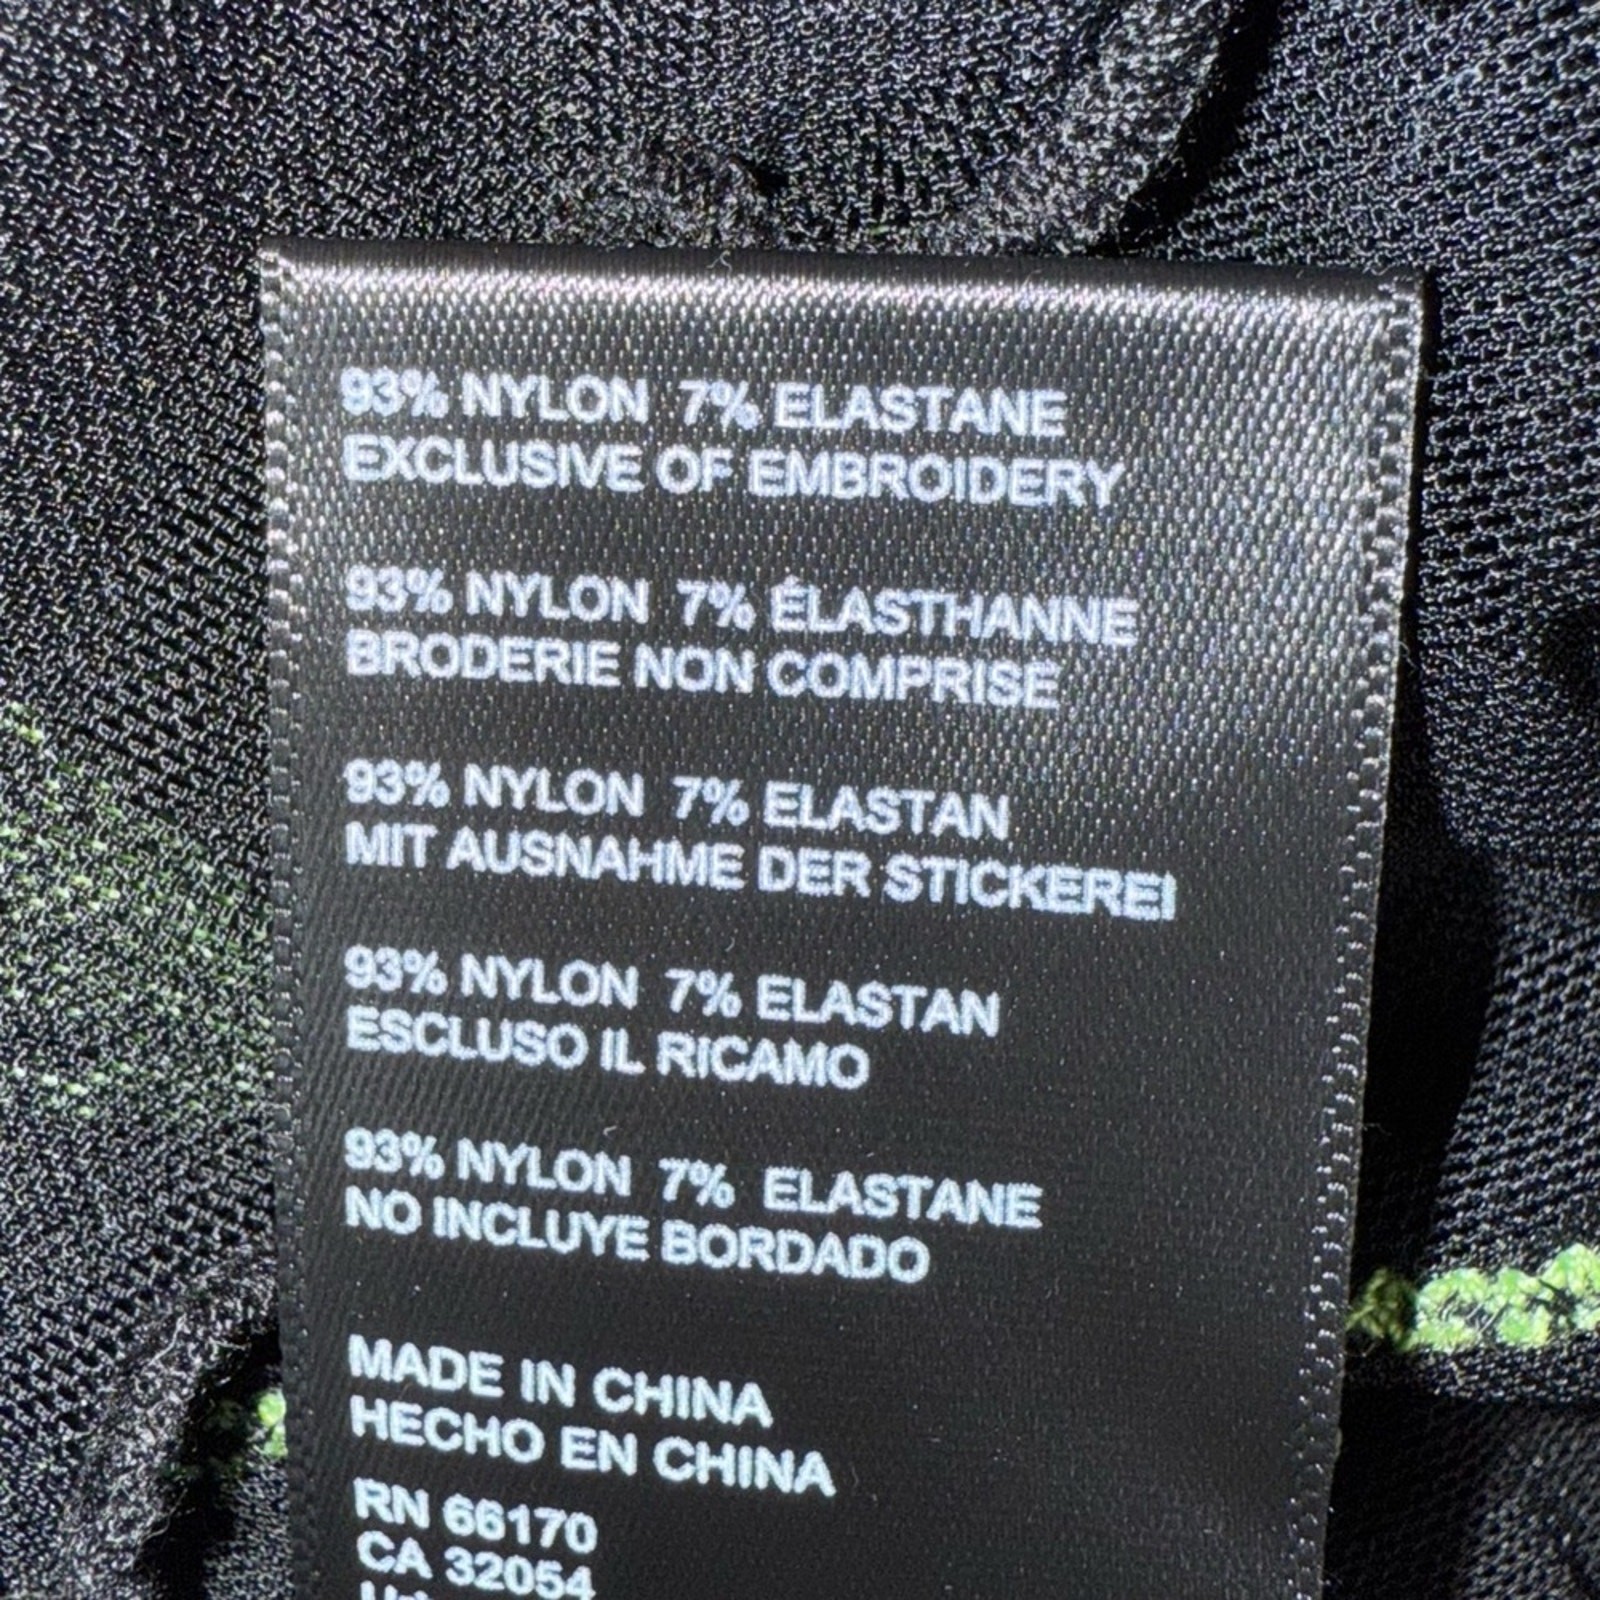 93% NYLON 7% ELASTANE
EXCLUSIVE OF EMBROIDERY
93% NYLON 7% ÉLASTHANNE
BRODERIE NON COMPRISE
93% NYLON 7% ELASTAN
MIT AUSNAHME DER STICKEREI
93% NYLON 7% ELASTAN
ESCLUSO IL RICAMO
93% NYLON 7% ELASTANE
NO INCLUYE BORDADO
MADE IN CHINA
HECHO EN CHINA
RN 66170
CA 32054